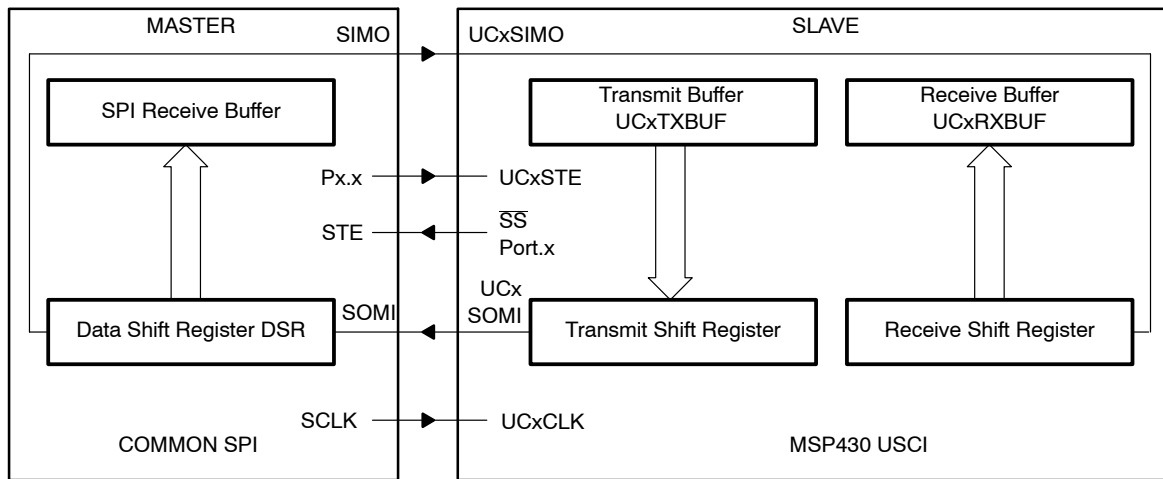 MASTER
SLAVE
SIMO
UCxSIMO
SPI Receive Buffer
Transmit Buffer
UCxTXBUF
Receive Buffer
UCxRXBUF
Px.x
UCxSTE
STE
SS
Port.x
SOMI
UCx
SOMI
Data Shift Register DSR
Transmit Shift Register
Receive Shift Register
SCLK
UCxCLK
COMMON SPI
MSP430 USCI